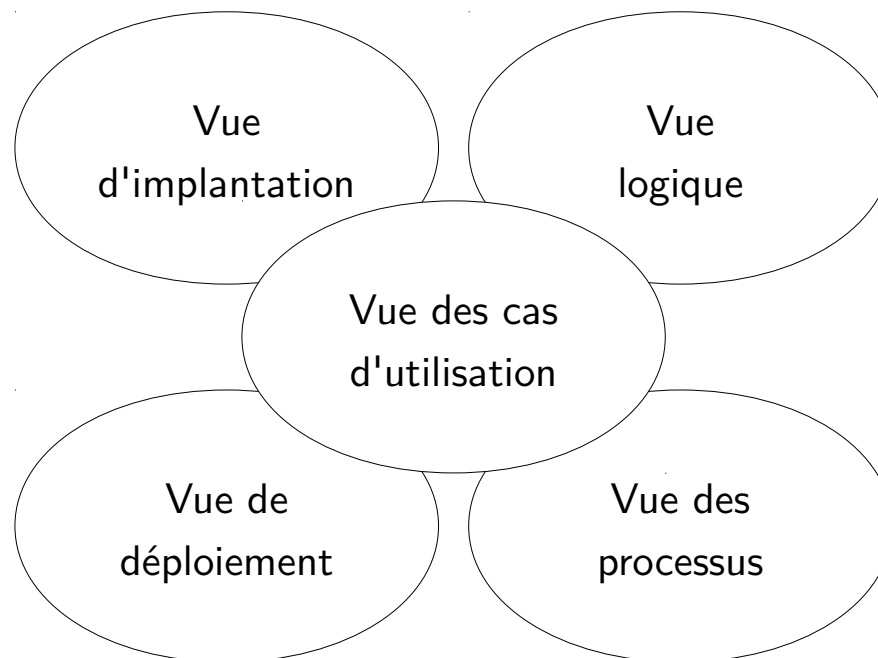 Vue
d'implantation
Vue
logique
Vue des cas
d'utilisation
Vue de
déploiement
Vue des
processus